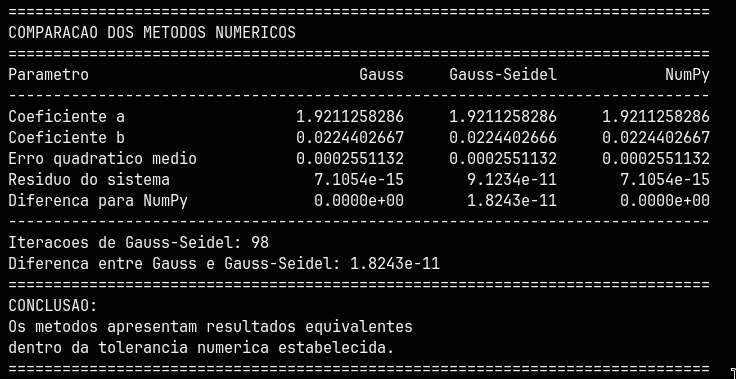 ==============================================================================
COMPARACAO DOS METODOS NUMERICOS
==============================================================================
Parametro                              Gauss     Gauss-Seidel            NumPy
------------------------------------------------------------------------------
Coeficiente a                   1.9211258286     1.9211258286     1.9211258286
Coeficiente b                   0.0224402667     0.0224402666     0.0224402667
Erro quadratico medio           0.0002551132     0.0002551132     0.0002551132
Residuo do sistema                7.1054e-15       9.1234e-11       7.1054e-15
Diferenca para NumPy              0.0000e+00       1.8243e-11       0.0000e+00
------------------------------------------------------------------------------
Iteracoes de Gauss-Seidel: 98
Diferenca entre Gauss e Gauss-Seidel: 1.8243e-11
==============================================================================
CONCLUSAO:
Os metodos apresentam resultados equivalentes
dentro da tolerancia numerica estabelecida.
==============================================================================